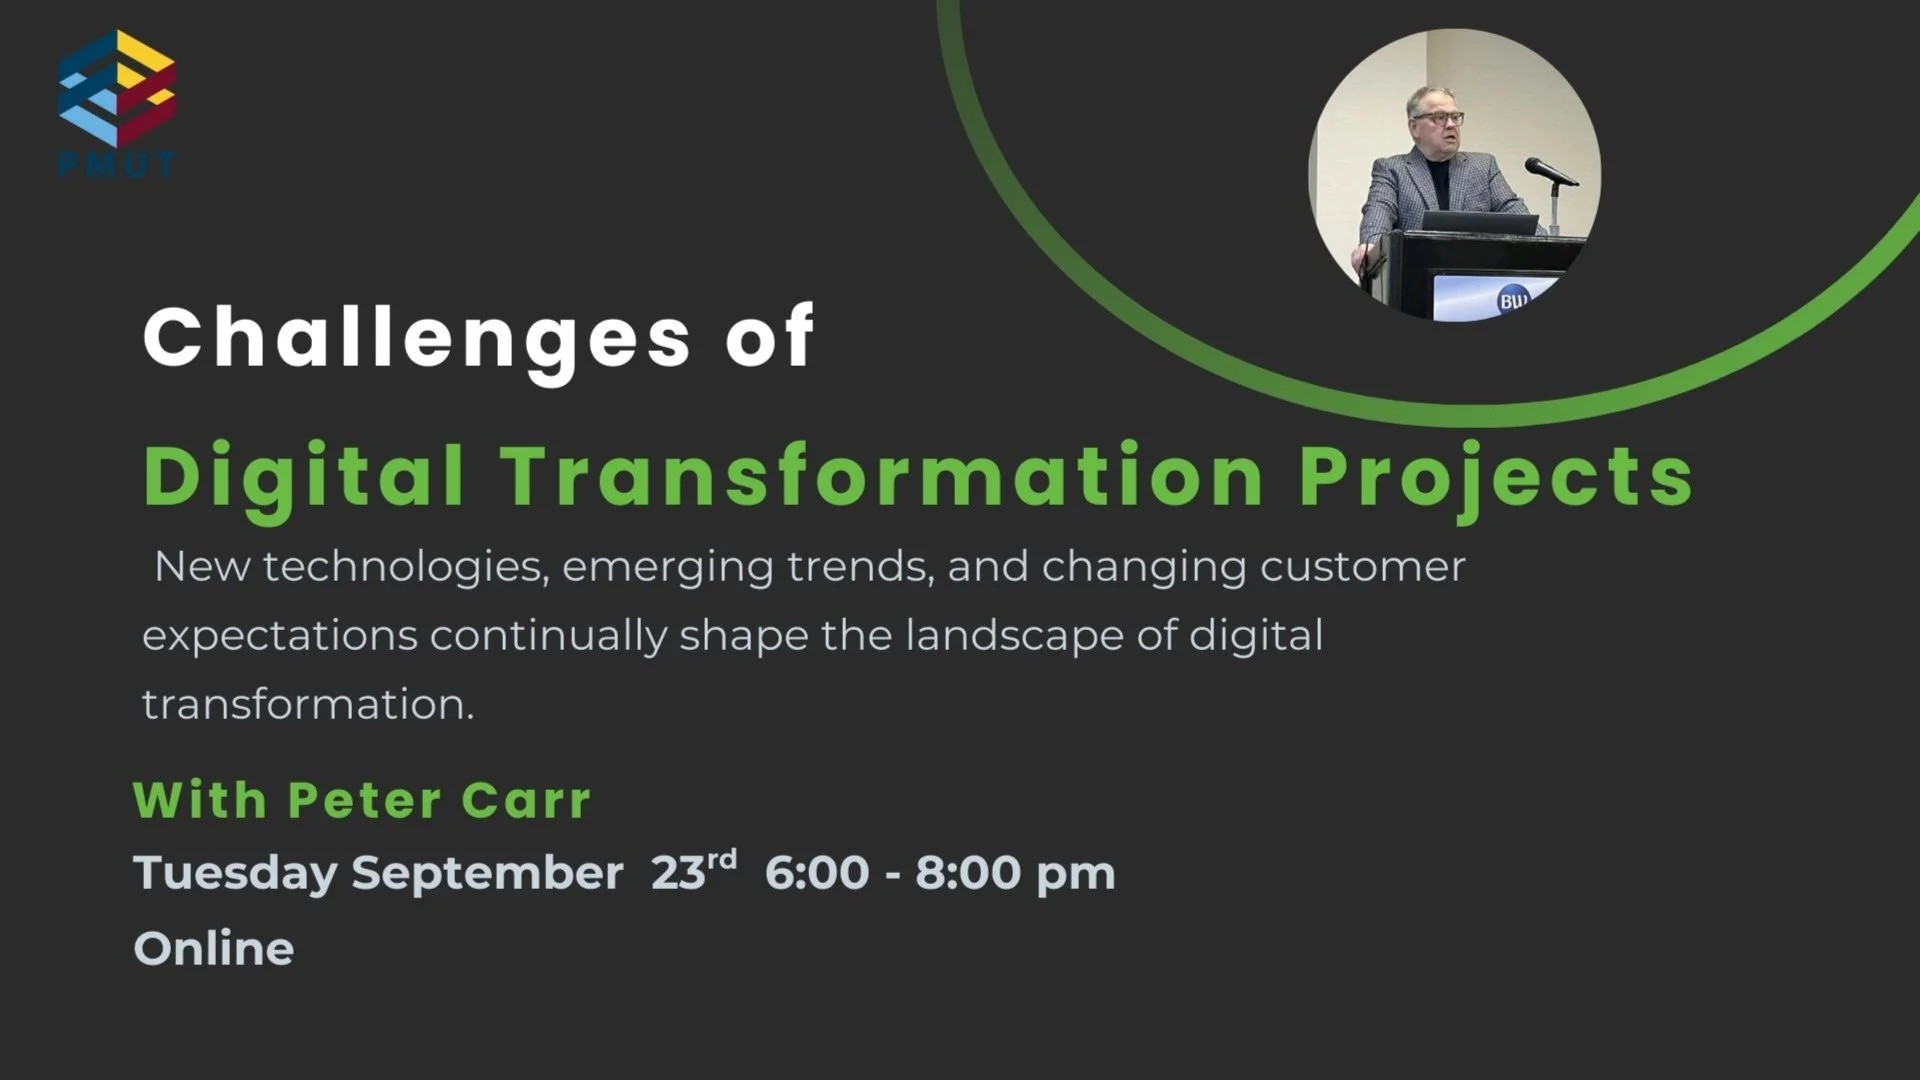 PMUT
BW
Challenges of
Digital Transformation Projects
New technologies, emerging trends, and changing customer
expectations continually shape the landscape of digital
transformation.
With Peter Carr
Tuesday September 23rd 6:00 - 8:00 pm
Online